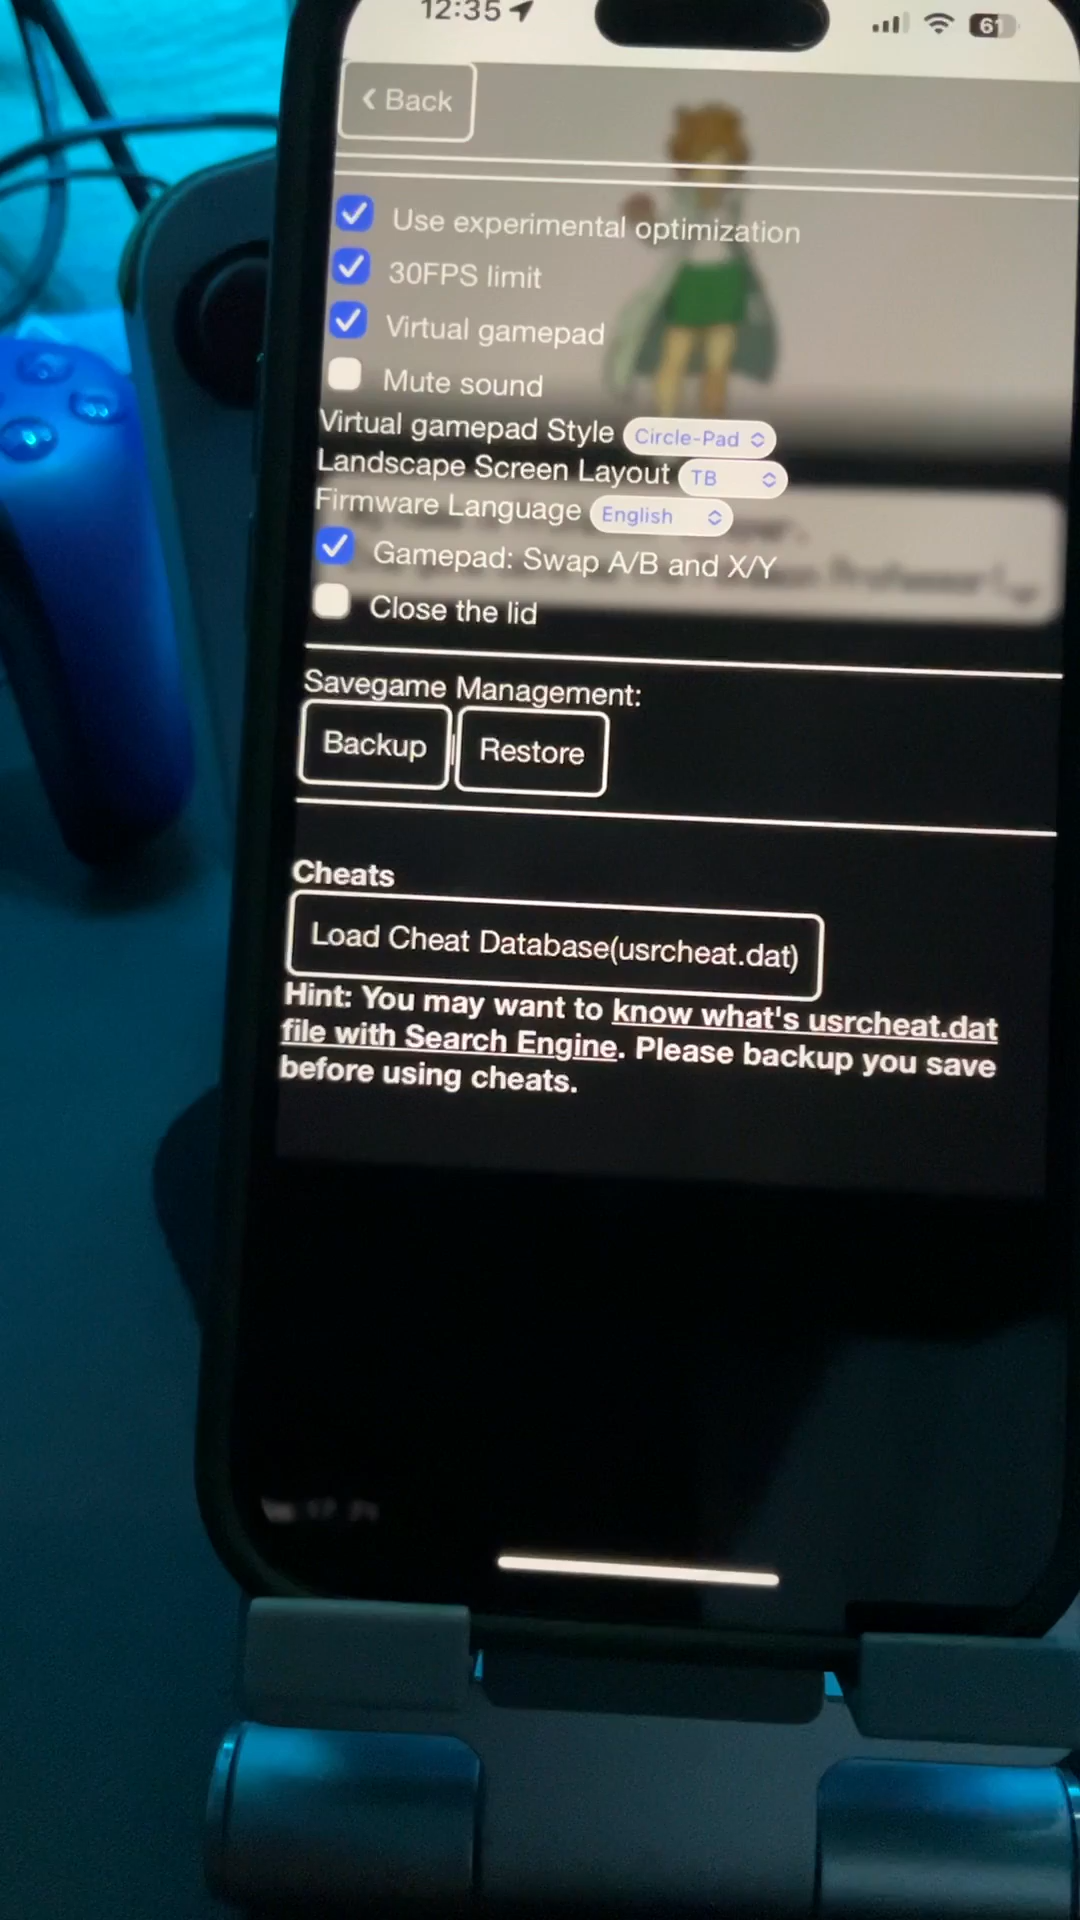 12:35
61
Back
Use experimental optimization
30FPS limit
Virtual gamepad
Mute sound
Virtual gamepad Style Circle-Pad
Landscape Screen Layout TB
Firmware Language English
Gamepad: Swap A/B and X/Y
Close the lid
Savegame Management:
Backup Restore
Cheats
Load Cheat Database(usrcheat.dat)
Hint: You may want to know what's usrcheat.dat
file with Search Engine. Please backup you save
before using cheats.